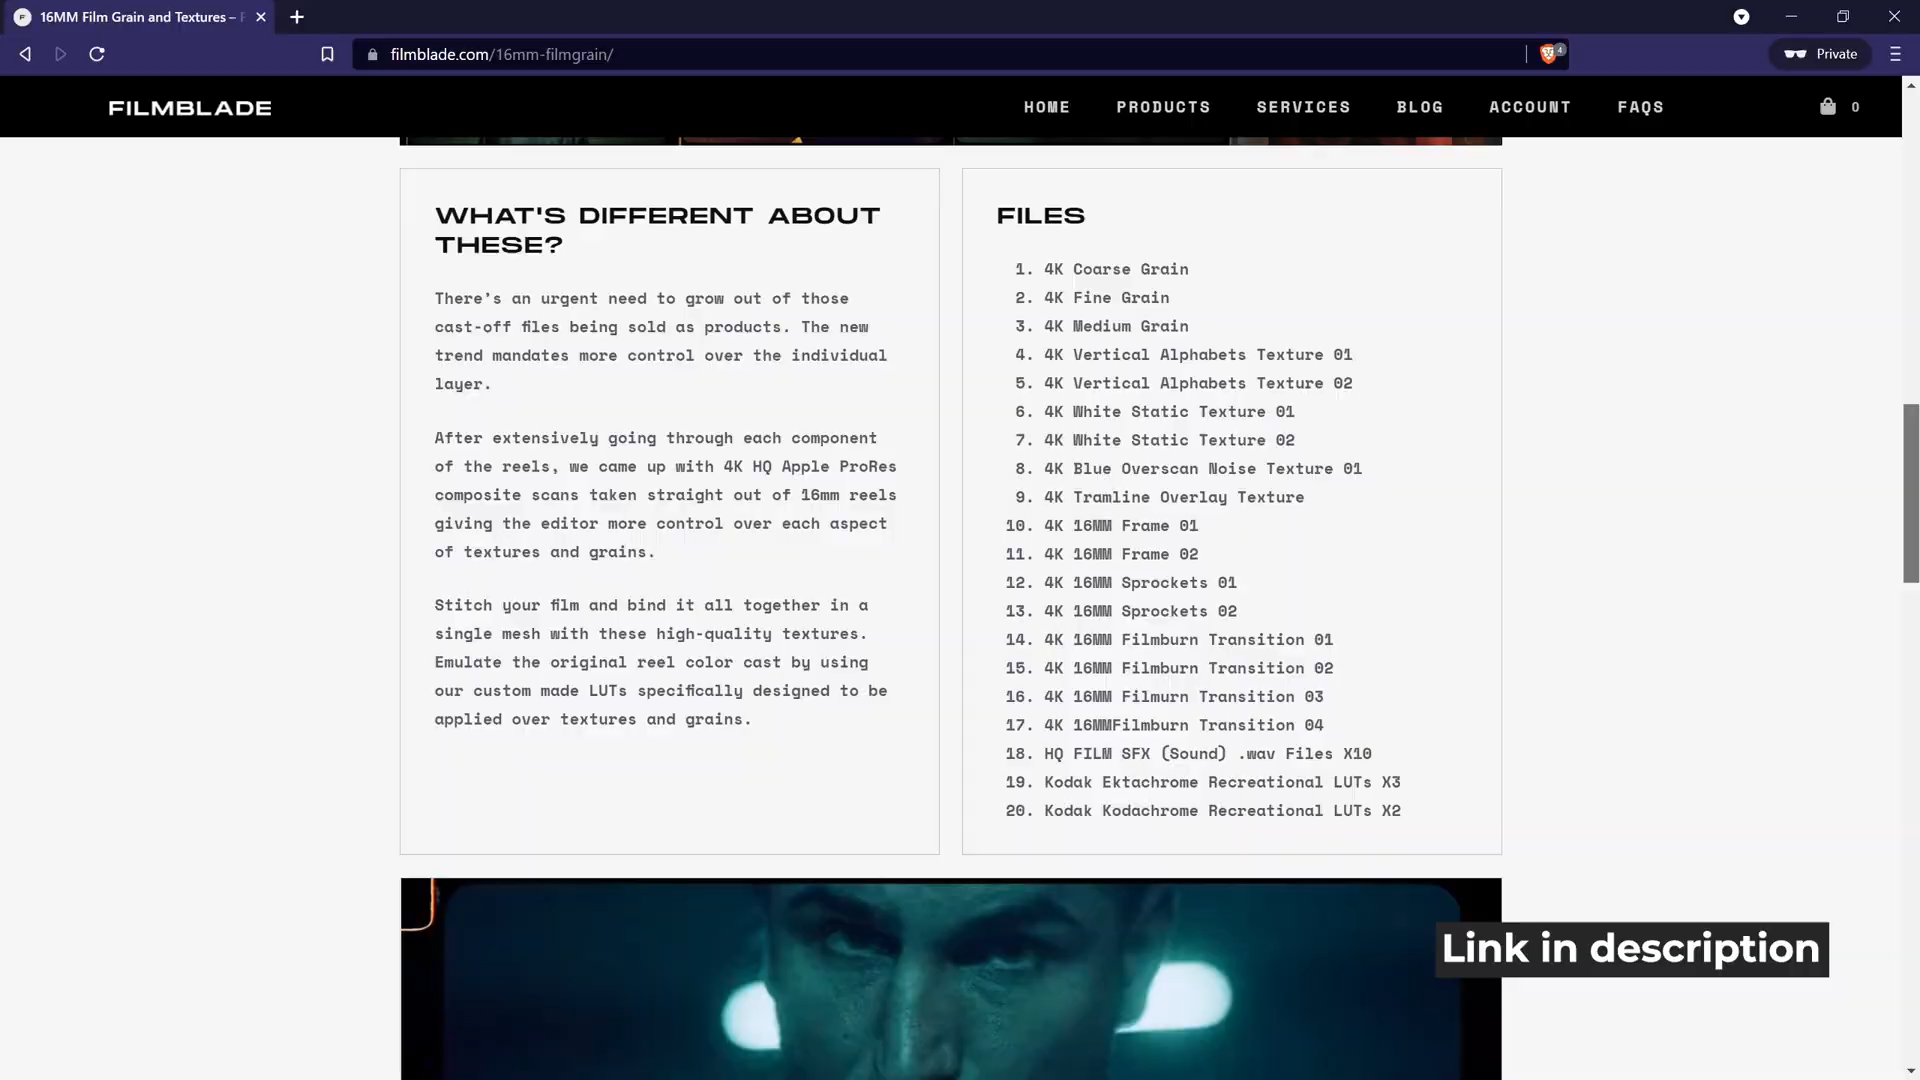 16MM Film Grain and Textures –
filmblade.com/16mm-filmgrain/
4
Private
FILMBLADE
HOME
PRODUCTS
SERVICES
BLOG
ACCOUNT
FAQS
0
WHAT'S DIFFERENT ABOUT
THESE?
There's an urgent need to grow out of those
cast-off files being sold as products. The new
trend mandates more control over the individual
layer.
After extensively going through each component
of the reels, we came up with 4K HQ Apple ProRes
composite scans taken straight out of 16mm reels
giving the editor more control over each aspect
of textures and grains.
Stitch your film and bind it all together in a
single mesh with these high-quality textures.
Emulate the original reel color cast by using
our custom made LUTs specifically designed to be
applied over textures and grains.
FILES
1. 4K Coarse Grain
2. 4K Fine Grain
3. 4K Medium Grain
4. 4K Vertical Alphabets Texture 01
5. 4K Vertical Alphabets Texture 02
6. 4K White Static Texture 01
7. 4K White Static Texture 02
8. 4K Blue Overscan Noise Texture 01
9. 4K Tramline Overlay Texture
10. 4K 16MM Frame 01
11. 4K 16MM Frame 02
12. 4K 16MM Sprockets 01
13. 4K 16MM Sprockets 02
14. 4K 16MM Filmburn Transition 01
15. 4K 16MM Filmburn Transition 02
16. 4K 16MM Filmurn Transition 03
17. 4K 16MMFilmburn Transition 04
18. HQ FILM SFX (Sound) .wav Files X10
19. Kodak Ektachrome Recreational LUTs X3
20. Kodak Kodachrome Recreational LUTs X2
Link in description